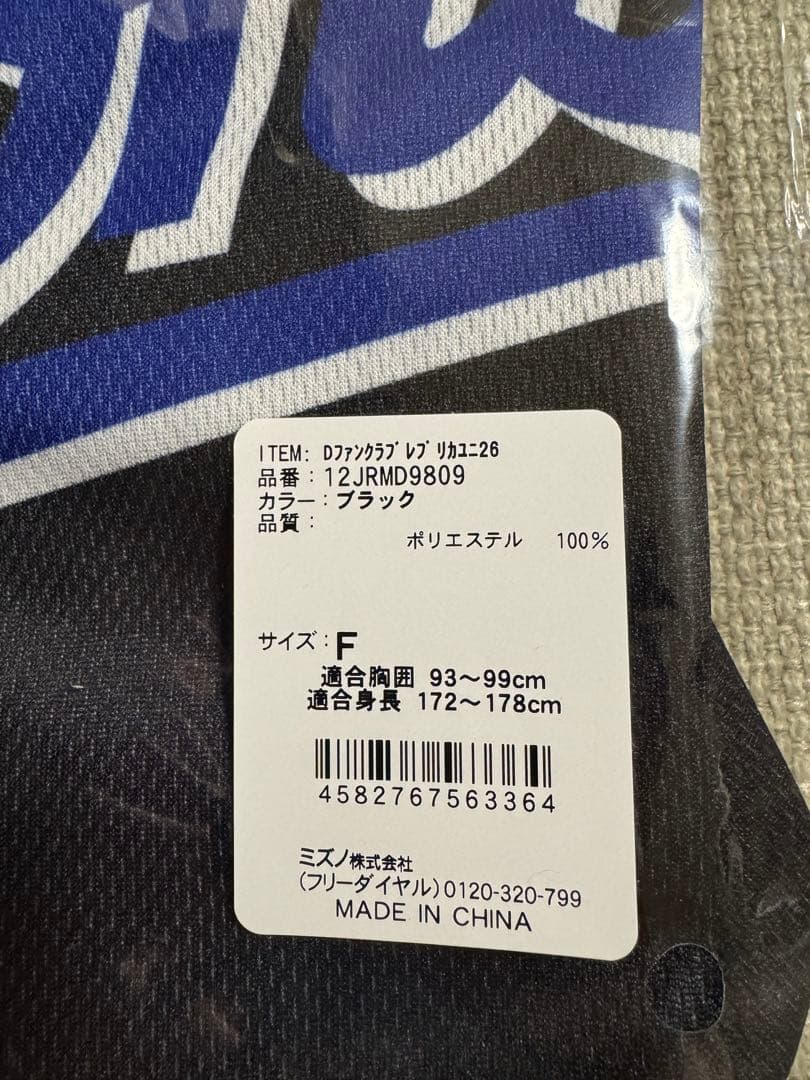 ITEM: Dﾌｧﾝｸﾗﾌﾞﾚﾌﾟﾘｶﾕﾆ26
品番：12JRMD9809
カラー：ブラック
品質：
ポリエステル 100％
サイズ：F
適合胸囲 93～99cm
適合身長 172～178cm
4582767563364
ミズノ株式会社
(フリーダイヤル)0120-320-799
MADE IN CHINA